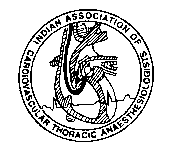 INDIAN ASSOCIATION OF
CARDIOVASCULAR THORACIC ANAESTHESIOLOGISTS